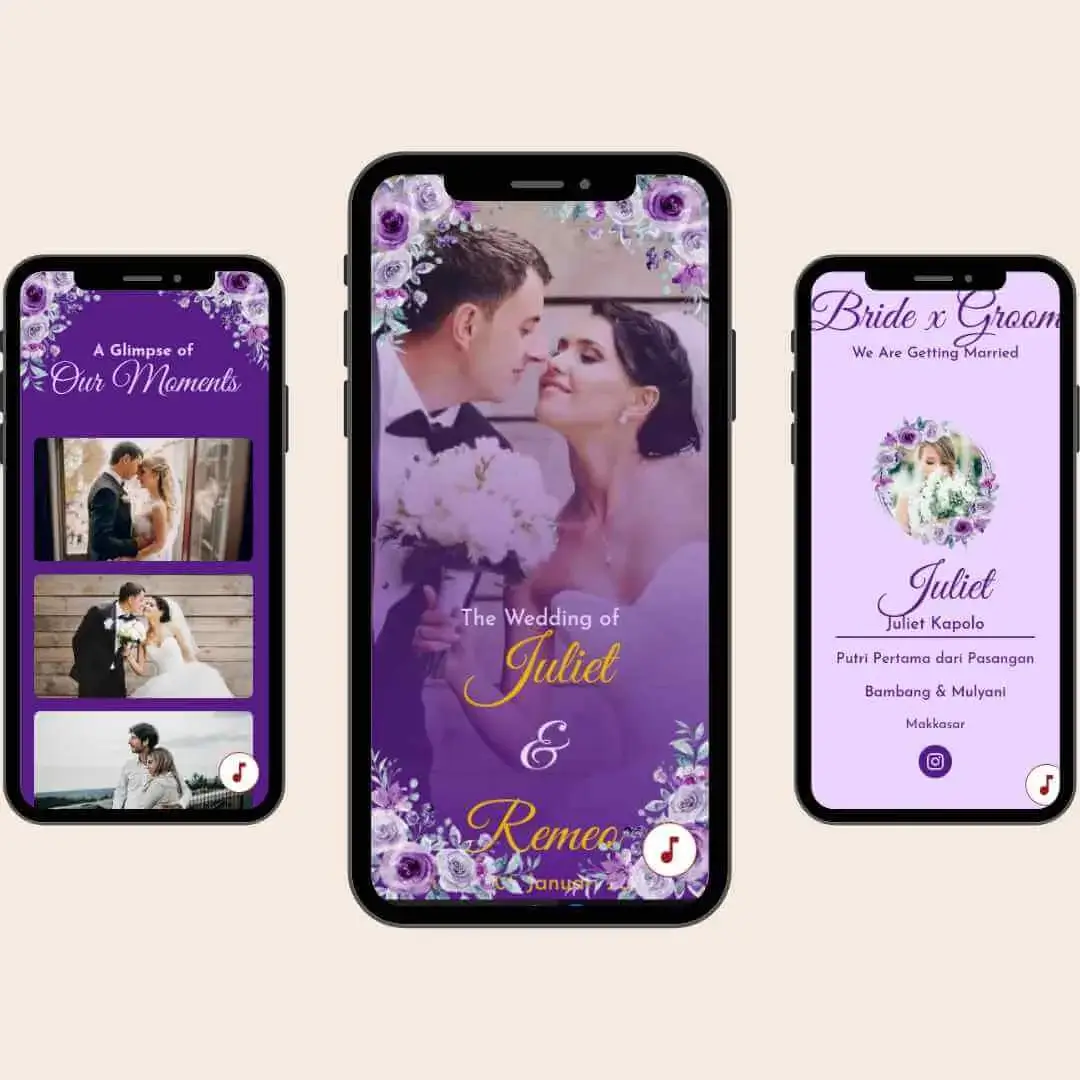 A Glimpse of
Our Moments
The Wedding of
Juliet
&
Remeo
Januari
Bride x Groom
We Are Getting Married
Juliet
Juliet Kapolo
Putri Pertama dari Pasangan
Bambang & Mulyani
Makkasar